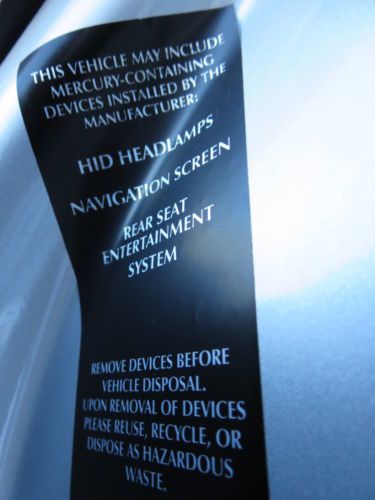 THIS VEHICLE MAY INCLUDE
MERCURY-CONTAINING
DEVICES INSTALLED BY THE
MANUFACTURER:
HID HEADLAMPS
NAVIGATION SCREEN
REAR SEAT
ENTERTAINMENT
SYSTEM
REMOVE DEVICES BEFORE
VEHICLE DISPOSAL.
UPON REMOVAL OF DEVICES
PLEASE REUSE, RECYCLE, OR
DISPOSE AS HAZARDOUS
WASTE.